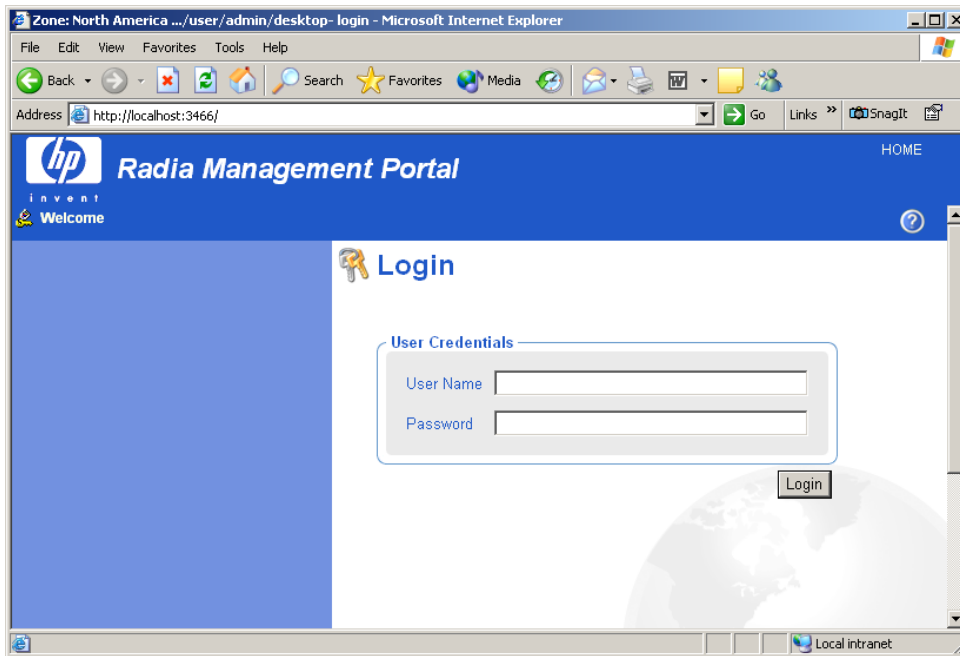 Zone: North America .../user/admin/desktop- login - Microsoft Internet Explorer
File Edit View Favorites Tools Help
Back Search Favorites Media W
Address http://localhost:3466/ Go Links » SnagIt
hp Radia Management Portal HOME
invent
Welcome ?
Login
User Credentials
User Name
Password
Login
Local intranet